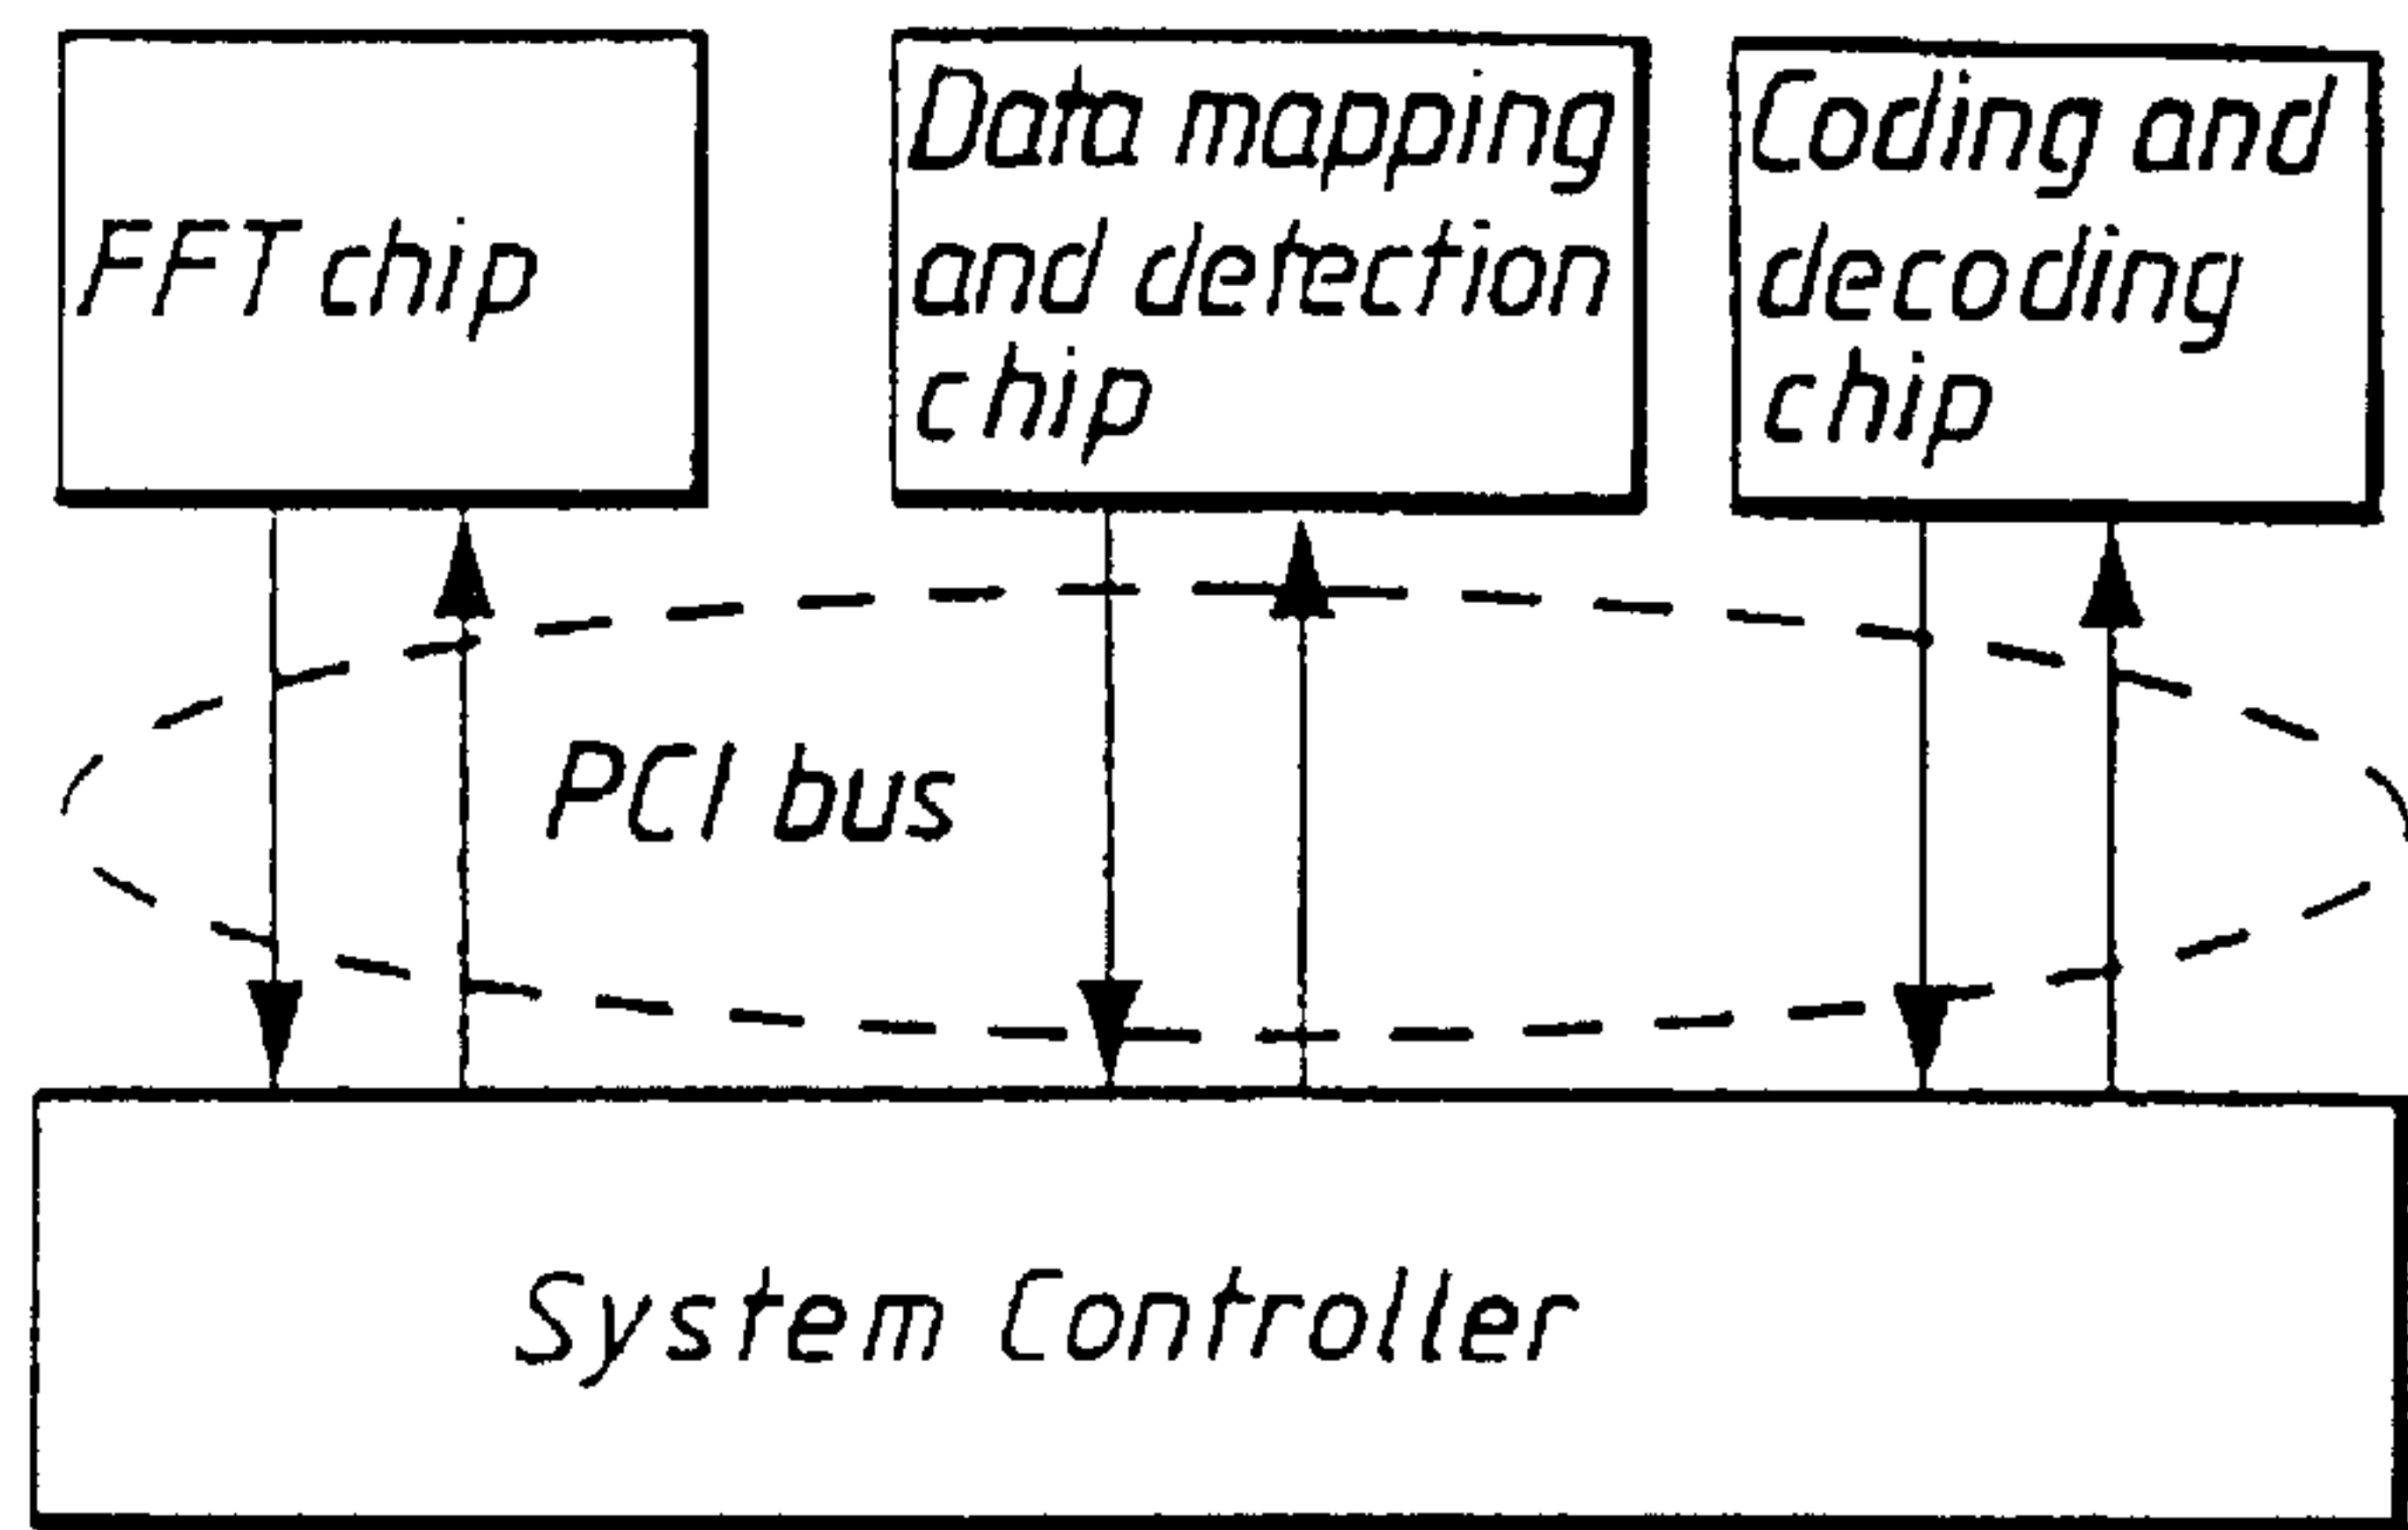 FFT chip
Data mapping
and detection
chip
Coding and
decoding
chip
PCI bus
System Controller